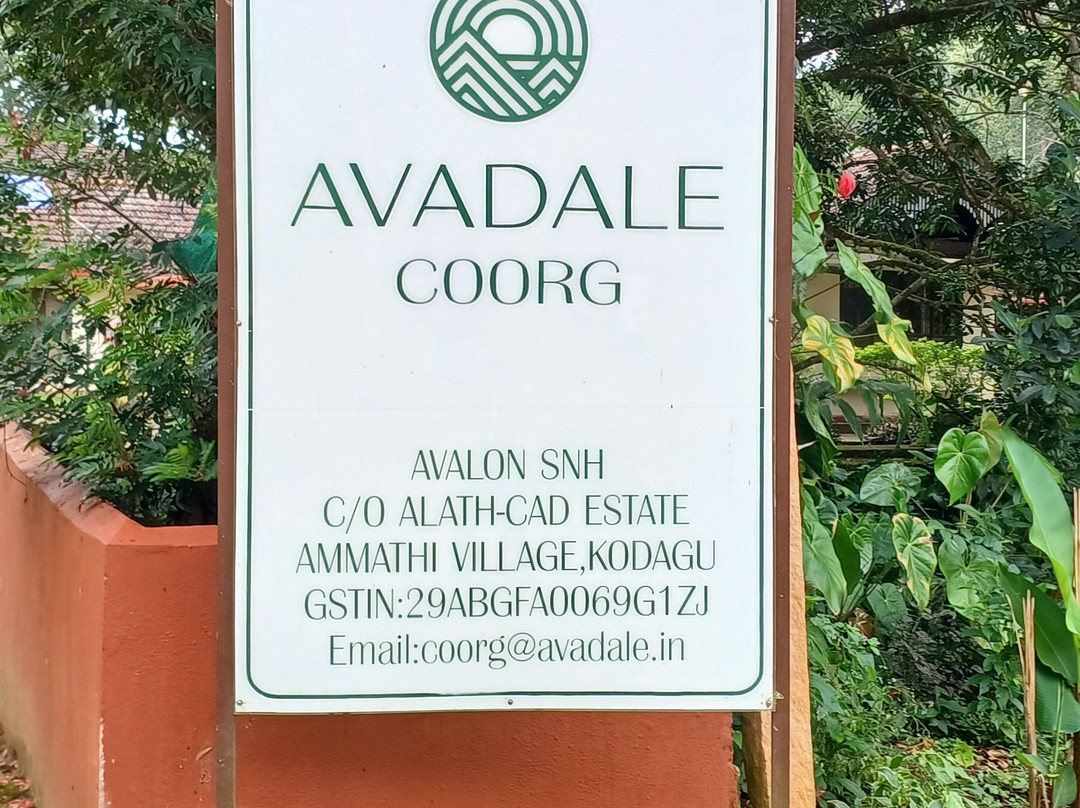 AVADALE
COORG
AVALON SNH
C/O ALATH-CAD ESTATE
AMMATHI VILLAGE,KODAGU
GSTIN:29ABGFA0069G1ZJ
Email:coorg@avadale.in